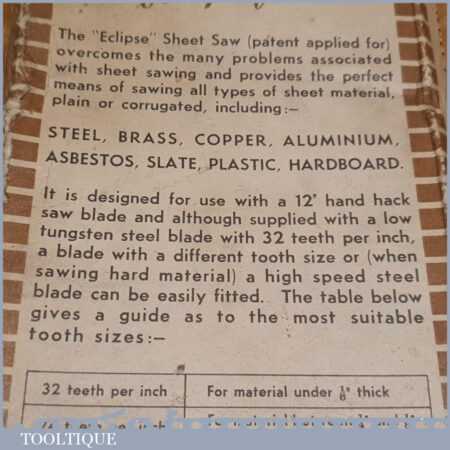 The "Eclipse" Sheet Saw (patent applied for)
overcomes the many problems associated
with sheet sawing and provides the perfect
means of sawing all types of sheet material,
plain or corrugated, including:—
STEEL, BRASS, COPPER, ALUMINIUM,
ASBESTOS, SLATE, PLASTIC, HARDBOARD.
It is designed for use with a 12" hand hack
saw blade and although supplied with a low
tungsten steel blade with 32 teeth per inch,
a blade with a different tooth size or (when
sawing hard material) a high speed steel
blade can be easily fitted. The table below
gives a guide as to the most suitable
tooth sizes:—
32 teeth per inch For material under 1/8" thick
TOOLTIQUE